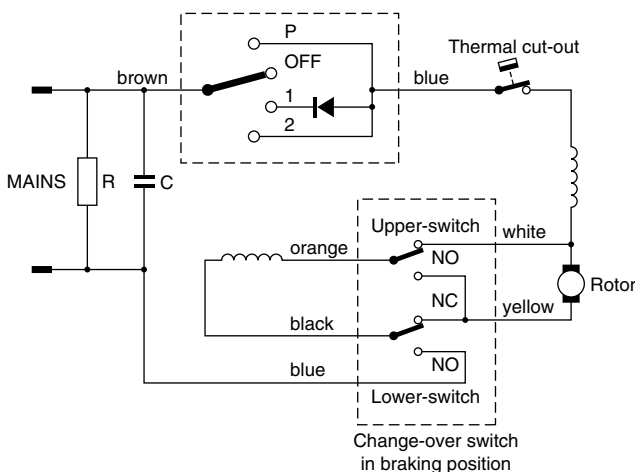 P
Thermal cut-out
OFF
brown
blue
1
2
MAINS
R
C
Upper-switch
white
orange
NO
NC
Rotor
yellow
black
NO
blue
Lower-switch
Change-over switch
in braking position